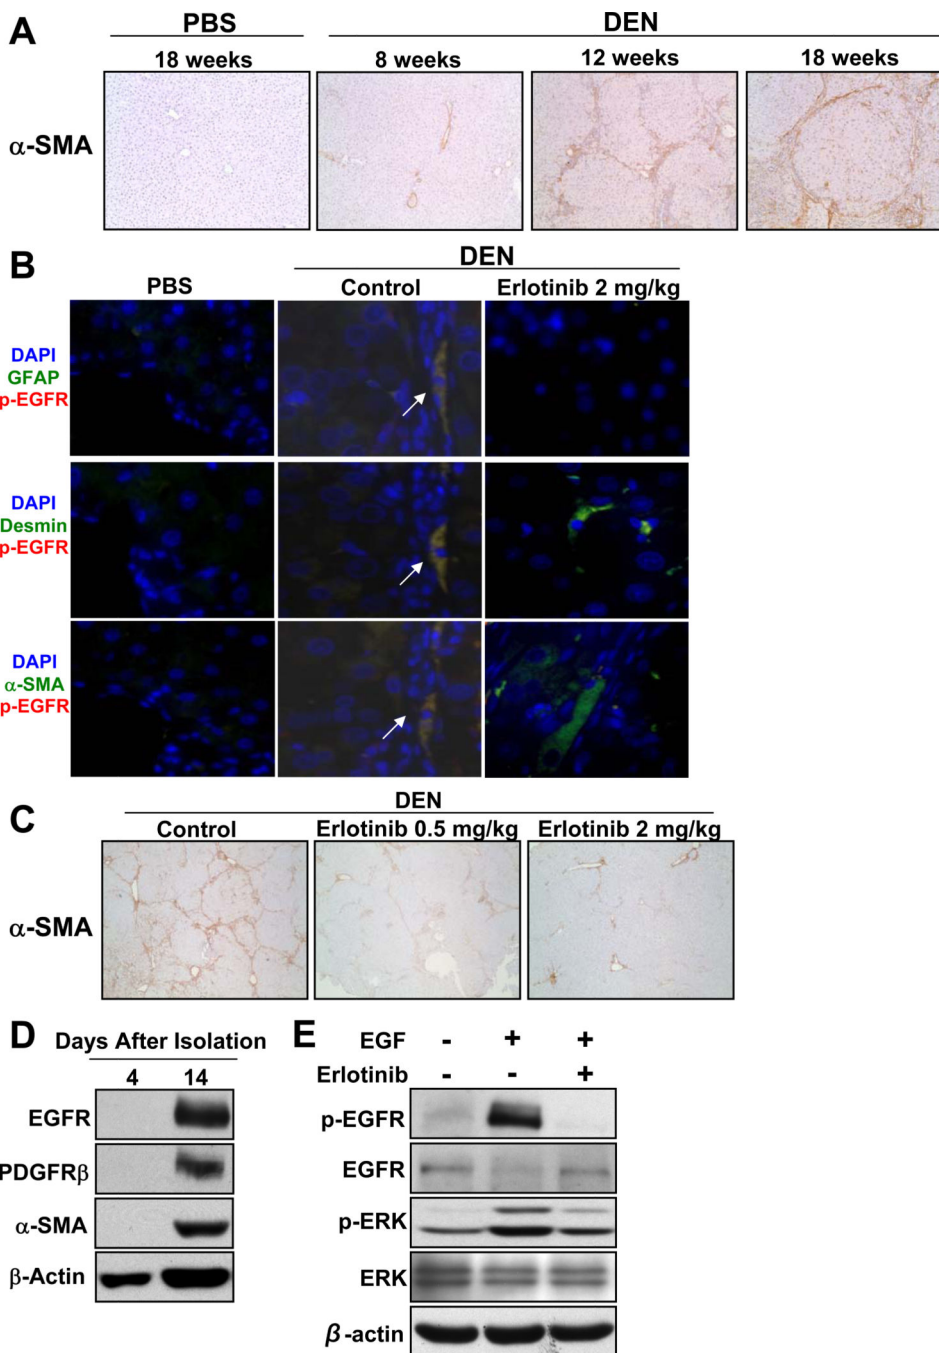 A
PBS
DEN
18 weeks
8 weeks
12 weeks
18 weeks
α-SMA
B
DEN
PBS
Control
Erlotinib 2 mg/kg
DAPI
GFAP
p-EGFR
DAPI
Desmin
p-EGFR
DAPI
α-SMA
p-EGFR
C
DEN
Control
Erlotinib 0.5 mg/kg
Erlotinib 2 mg/kg
α-SMA
D
Days After Isolation
4
14
EGFR
PDGFRβ
α-SMA
β-Actin
E
EGF - + +
Erlotinib - - +
p-EGFR
EGFR
p-ERK
ERK
β-actin